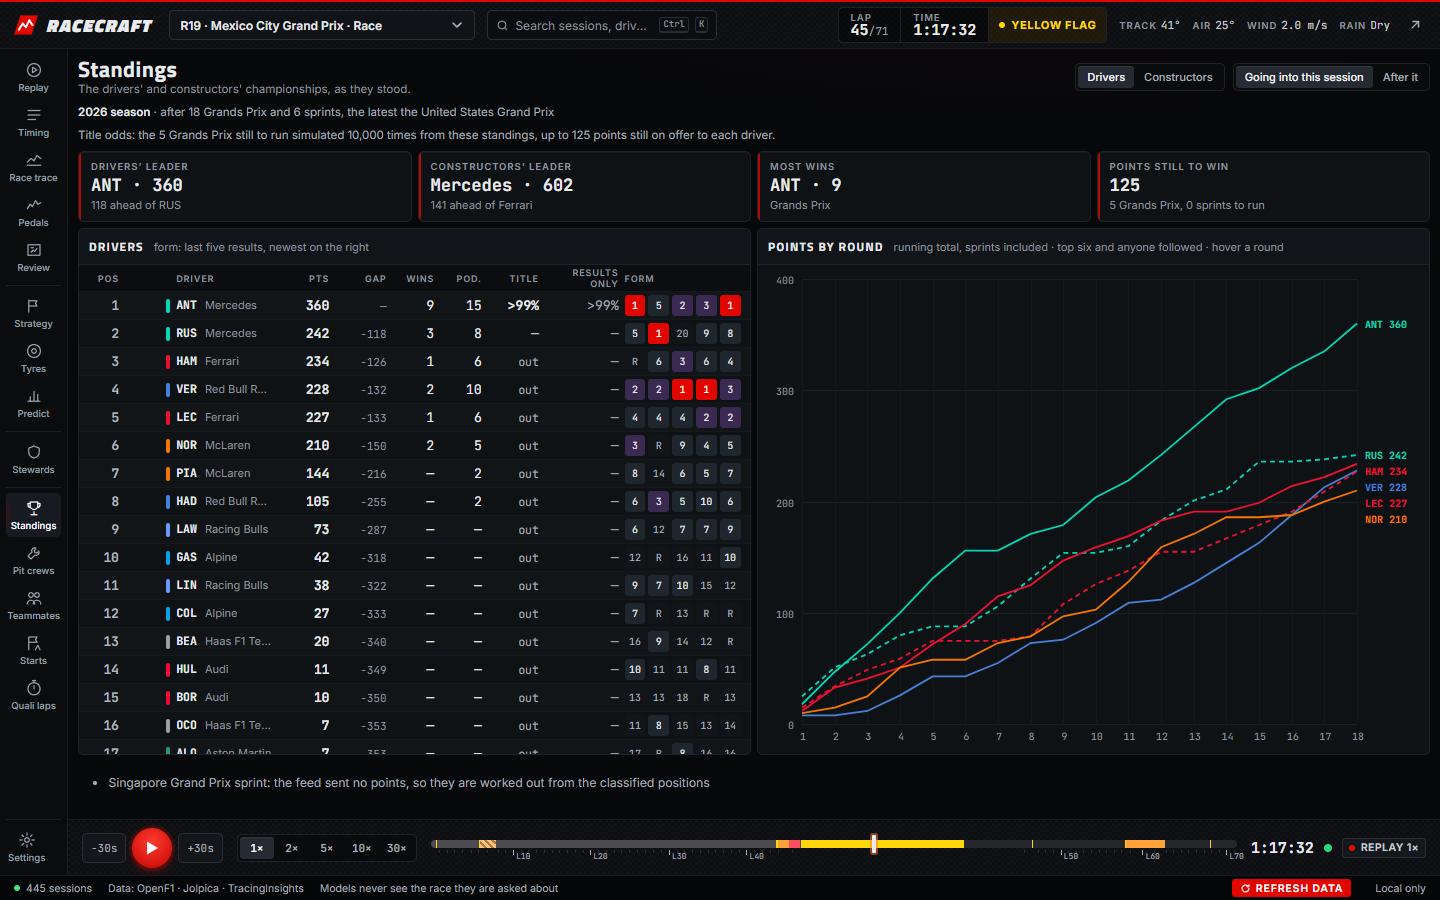 RACECRAFT
R19 · Mexico City Grand Prix · Race
Search sessions, driv... Ctrl K
LAP 45/71
TIME 1:17:32
YELLOW FLAG
TRACK 41° AIR 25° WIND 2.0 m/s RAIN Dry
Replay
Timing
Race trace
Pedals
Review
Strategy
Tyres
Predict
Stewards
Standings
Pit crews
Teammates
Starts
Quali laps
Settings
Standings
The drivers' and constructors' championships, as they stood.
Drivers Constructors
Going into this session After it
2026 season · after 18 Grands Prix and 6 sprints, the latest the United States Grand Prix
Title odds: the 5 Grands Prix still to run simulated 10,000 times from these standings, up to 125 points still on offer to each driver.
DRIVERS' LEADER
ANT · 360
118 ahead of RUS
CONSTRUCTORS' LEADER
Mercedes · 602
141 ahead of Ferrari
MOST WINS
ANT · 9
Grands Prix
POINTS STILL TO WIN
125
5 Grands Prix, 0 sprints to run
DRIVERS form: last five results, newest on the right
POS DRIVER PTS GAP WINS POD. TITLE RESULTS ONLY FORM
1 ANT Mercedes 360 — 9 15 >99% >99% 1 5 2 3 1
2 RUS Mercedes 242 -118 3 8 — — 5 1 20 9 8
3 HAM Ferrari 234 -126 1 6 out — R 6 3 6 4
4 VER Red Bull R... 228 -132 2 10 out — 2 2 1 1 3
5 LEC Ferrari 227 -133 1 6 out — 4 4 4 2 2
6 NOR McLaren 210 -150 2 5 out — 3 R 9 4 5
7 PIA McLaren 144 -216 — 2 out — 8 14 6 5 7
8 HAD Red Bull R... 105 -255 — 2 out — 6 3 5 10 6
9 LAW Racing Bulls 73 -287 — — out — 6 12 7 7 9
10 GAS Alpine 42 -318 — — out — 12 R 16 11 10
11 LIN Racing Bulls 38 -322 — — out — 9 7 10 15 12
12 COL Alpine 27 -333 — — out — 7 R 13 R R
13 BEA Haas F1 Te... 20 -340 — — out — 16 9 14 12 R
14 HUL Audi 11 -349 — — out — 10 11 11 8 11
15 BOR Audi 10 -350 — — out — 13 13 18 R 13
16 OCO Haas F1 Te... 7 -353 — — out — 11 8 15 13 14
17 ALO Aston Martin 7 -353 — — out — 17 R 8 16 16
POINTS BY ROUND running total, sprints included · top six and anyone followed · hover a round
400
300
200
100
0
1 2 3 4 5 6 7 8 9 10 11 12 13 14 15 16 17 18
ANT 360
RUS 242
HAM 234
VER 228
LEC 227
NOR 210
• Singapore Grand Prix sprint: the feed sent no points, so they are worked out from the classified positions
-30s +30s
1× 2× 5× 10× 30×
L10 L20 L30 L40 L50 L60 L70
1:17:32
REPLAY 1×
445 sessions Data: OpenF1 · Jolpica · TracingInsights Models never see the race they are asked about
REFRESH DATA
Local only